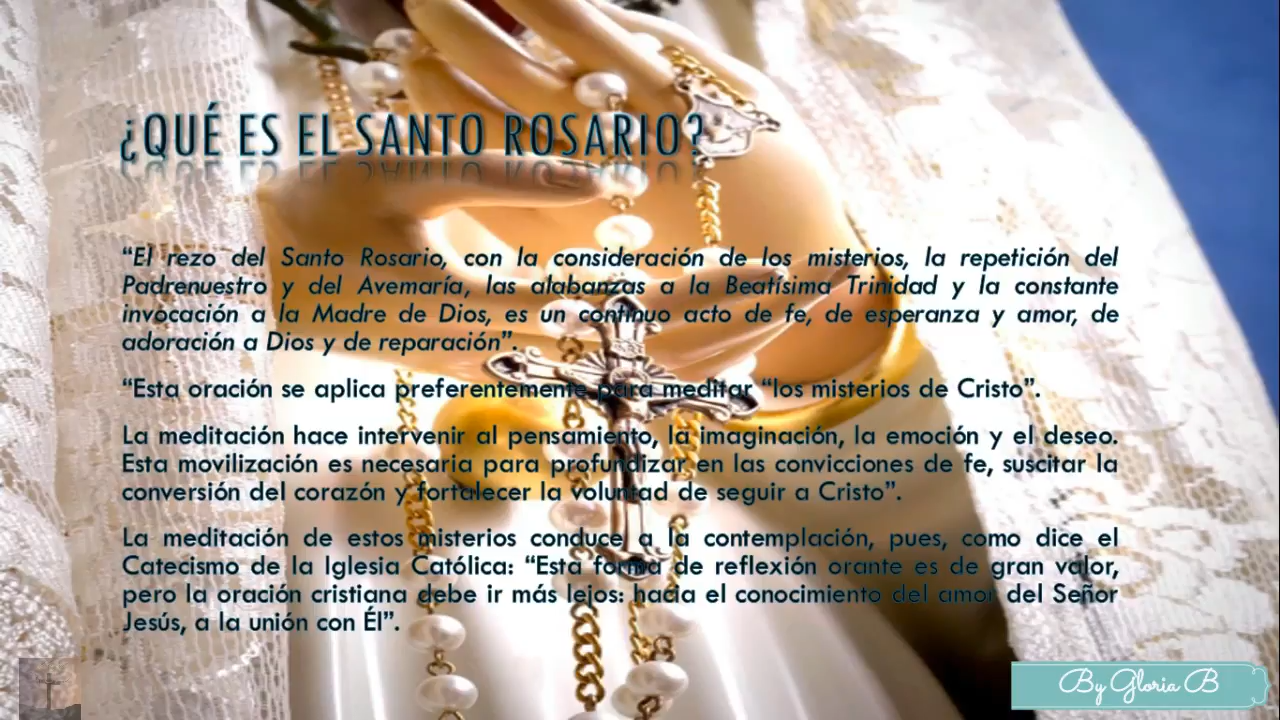 ¿QUÉ ES EL SANTO ROSARIO?
“El rezo del Santo Rosario, con la consideración de los misterios, la repetición del
Padrenuestro y del Avemaría, las alabanzas a la Beatísima Trinidad y la constante
invocación a la Madre de Dios, es un continuo acto de fe, de esperanza y amor, de
adoración a Dios y de reparación”.
“Esta oración se aplica preferentemente para meditar “los misterios de Cristo”.
La meditación hace intervenir al pensamiento, la imaginación, la emoción y el deseo.
Esta movilización es necesaria para profundizar en las convicciones de fe, suscitar la
conversión del corazón y fortalecer la voluntad de seguir a Cristo”.
La meditación de estos misterios conduce a la contemplación, pues, como dice el
Catecismo de la Iglesia Católica: “Esta forma de reflexión orante es de gran valor,
pero la oración cristiana debe ir más lejos: hacia el conocimiento del amor del Señor
Jesús, a la unión con Él”.
By Gloria B